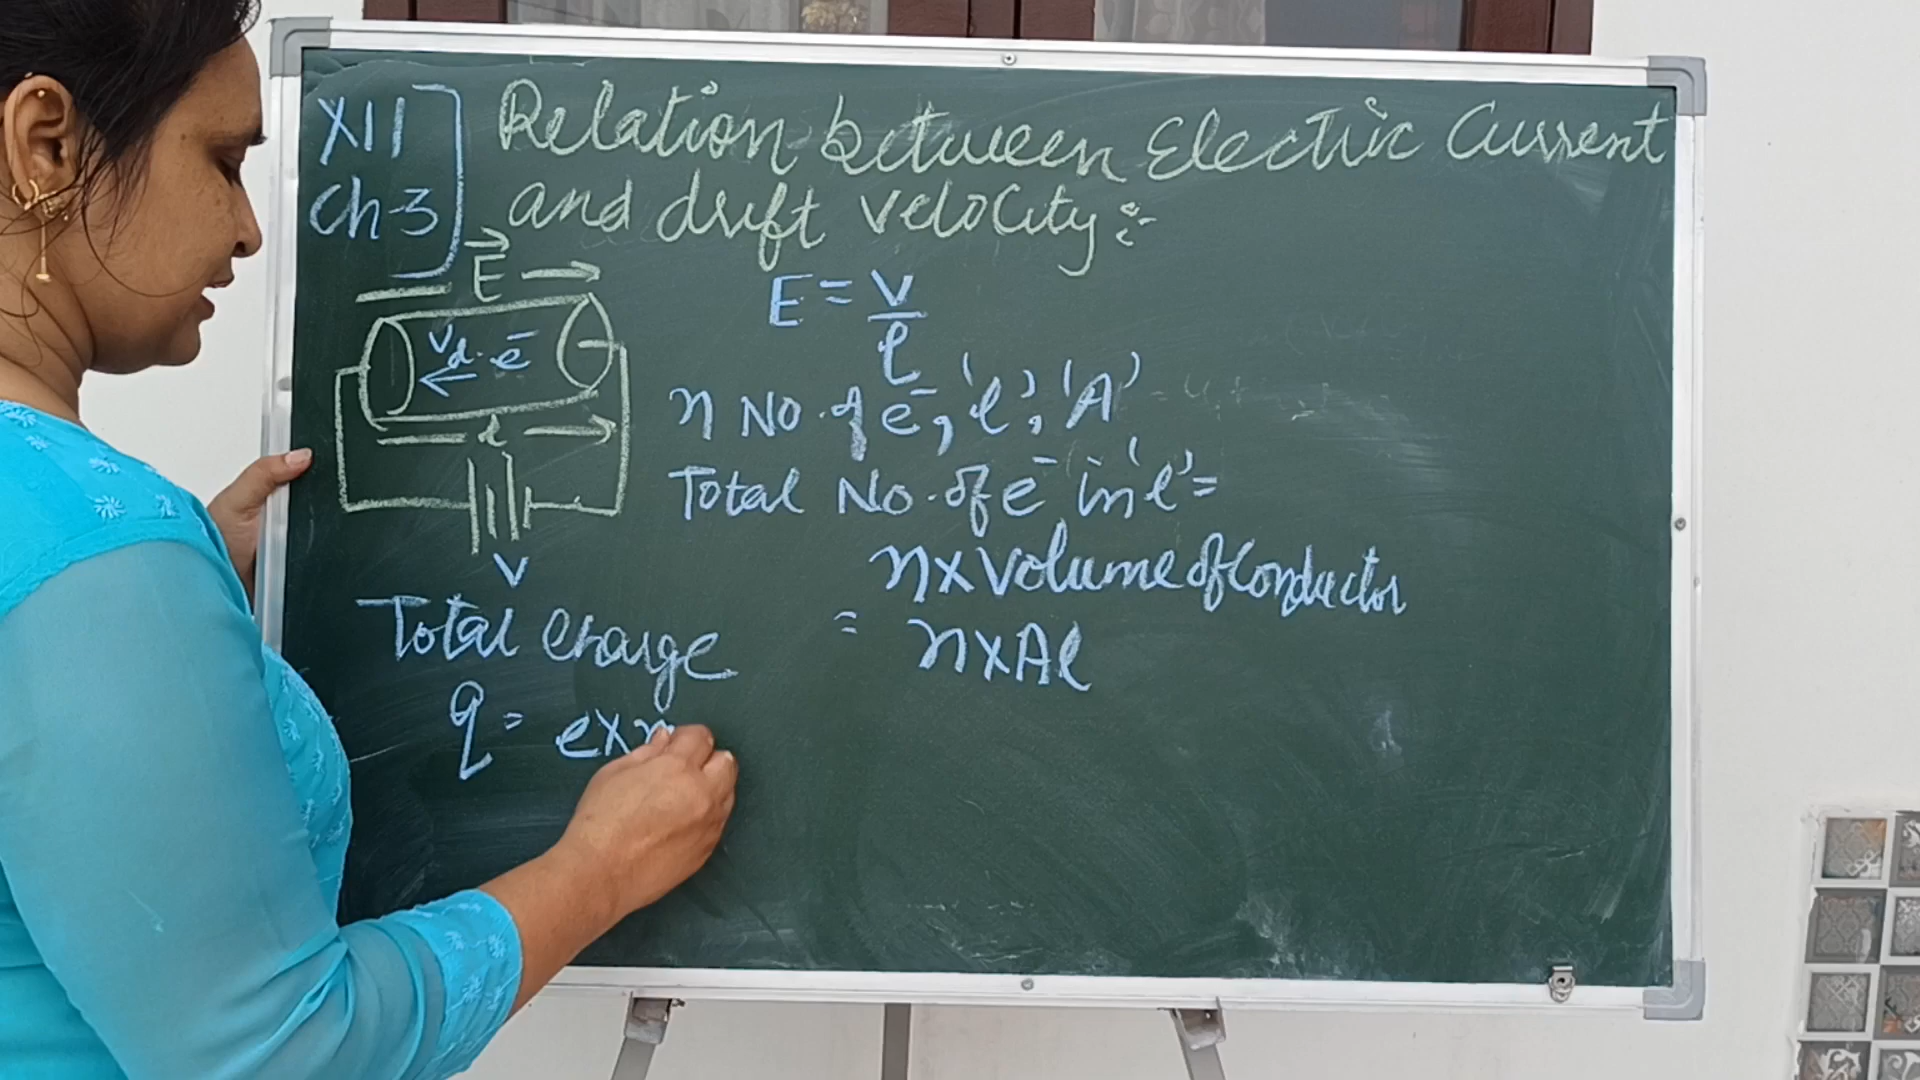 XII
Ch-3
Relation between Electric Current
and drift velocity :-
E
Vd. e⁻
l
V
E = V/l
n No. of e⁻, 'l', 'A'
Total No. of e⁻ in 'l' =
n x Volume of Conductor
= n x Al
Total charge
q = e x n